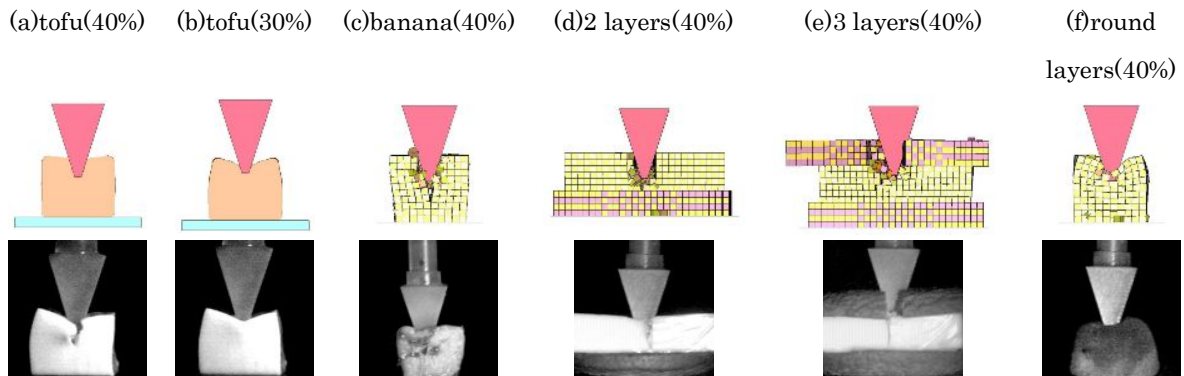 (a)tofu(40%)
(b)tofu(30%)
(c)banana(40%)
(d)2 layers(40%)
(e)3 layers(40%)
(f)round
layers(40%)